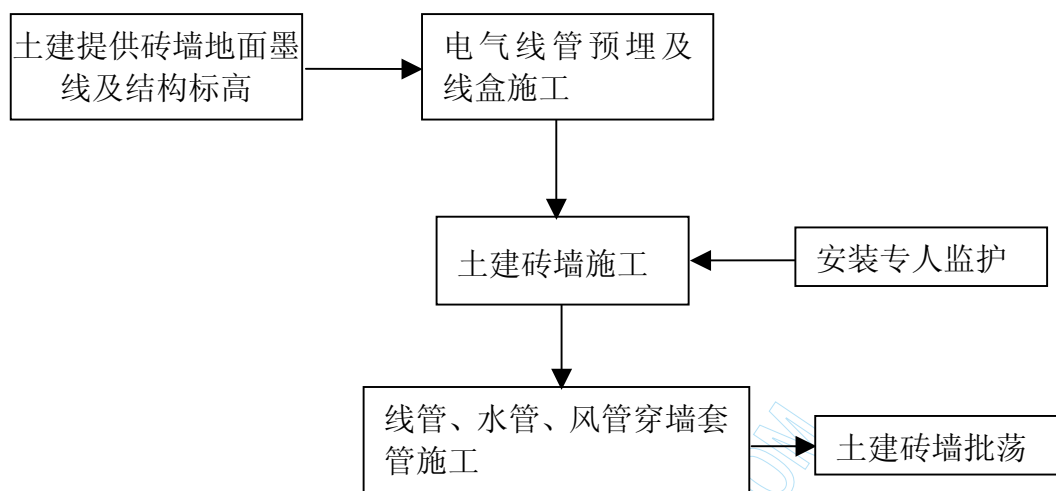 土建提供砖墙地面墨
线及结构标高
电气线管预埋及
线盒施工
土建砖墙施工
安装专人监护
线管、水管、风管穿墙套
管施工
土建砖墙批荡